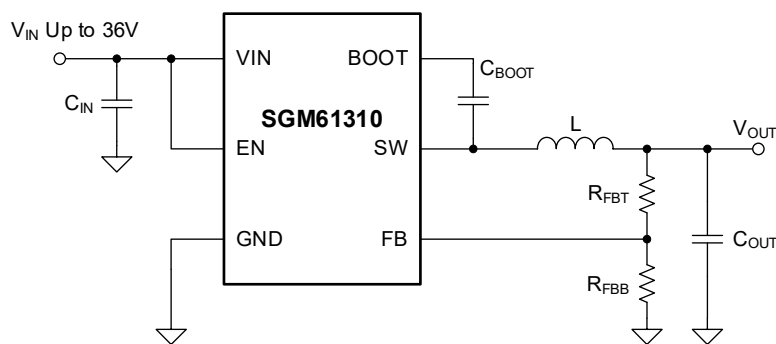 V_IN Up to 36V
C_IN
VIN
BOOT
C_BOOT
SGM61310
EN
SW
L
V_OUT
R_FBT
GND
FB
C_OUT
R_FBB